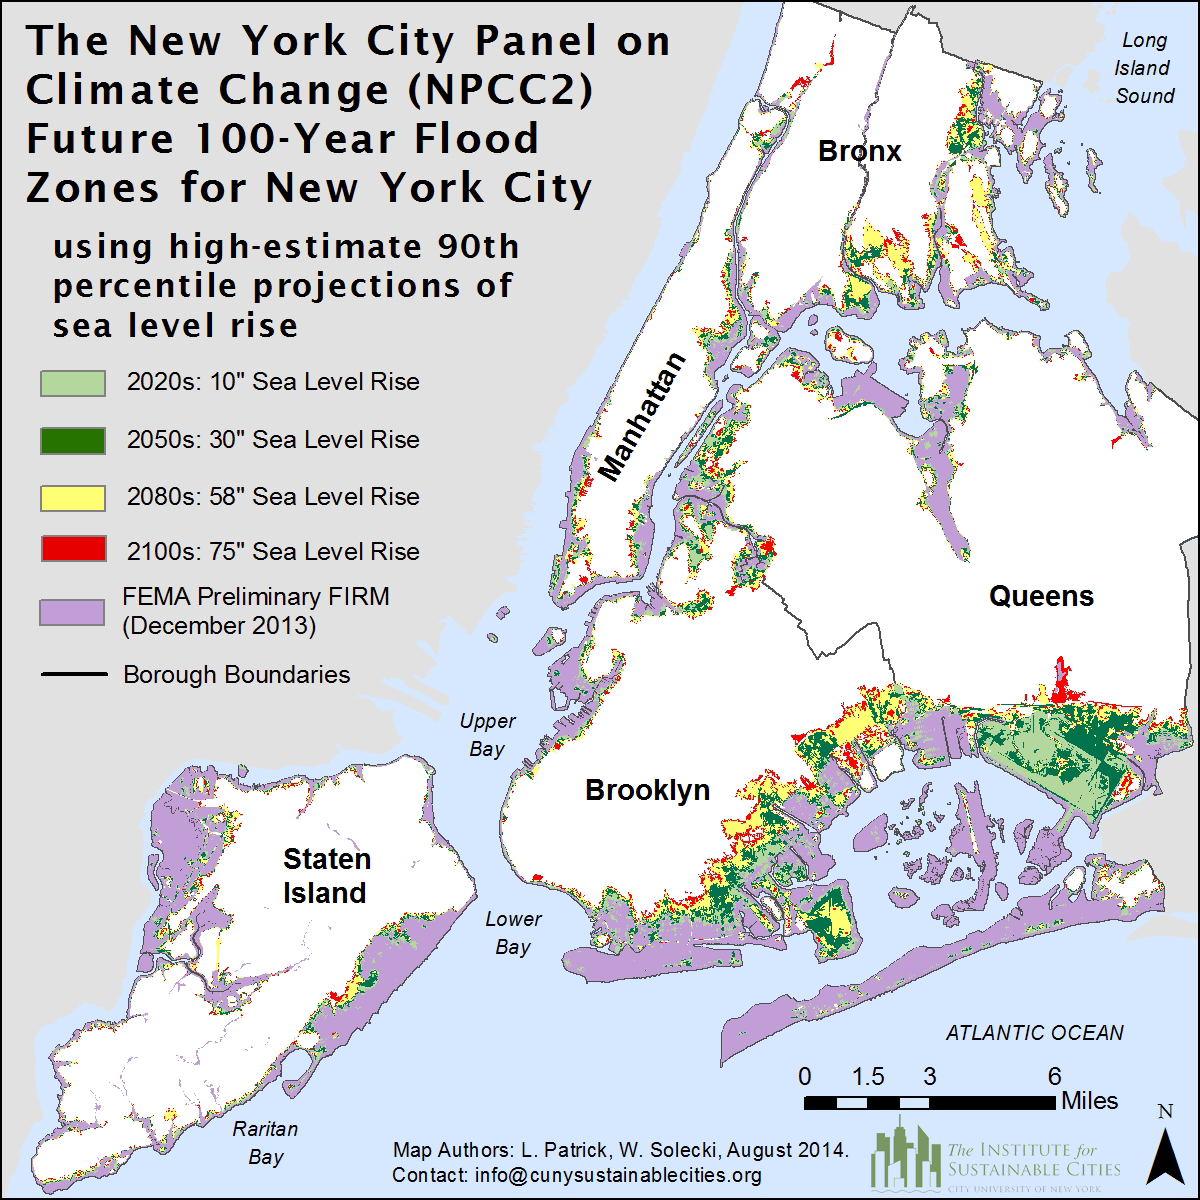 The New York City Panel on
Climate Change (NPCC2)
Future 100-Year Flood
Zones for New York City
using high-estimate 90th
percentile projections of
sea level rise
2020s: 10" Sea Level Rise
2050s: 30" Sea Level Rise
2080s: 58" Sea Level Rise
2100s: 75" Sea Level Rise
FEMA Preliminary FIRM
(December 2013)
Borough Boundaries
Long
Island
Sound
Bronx
Manhattan
Queens
Upper
Bay
Brooklyn
Staten
Island
Lower
Bay
ATLANTIC OCEAN
0 1.5 3 6
Miles
Raritan
Bay
Map Authors: L. Patrick, W. Solecki, August 2014.
Contact: info@cunysustainablecities.org
The INSTITUTE for
SUSTAINABLE CITIES
CITY UNIVERSITY OF NEW YORK
N